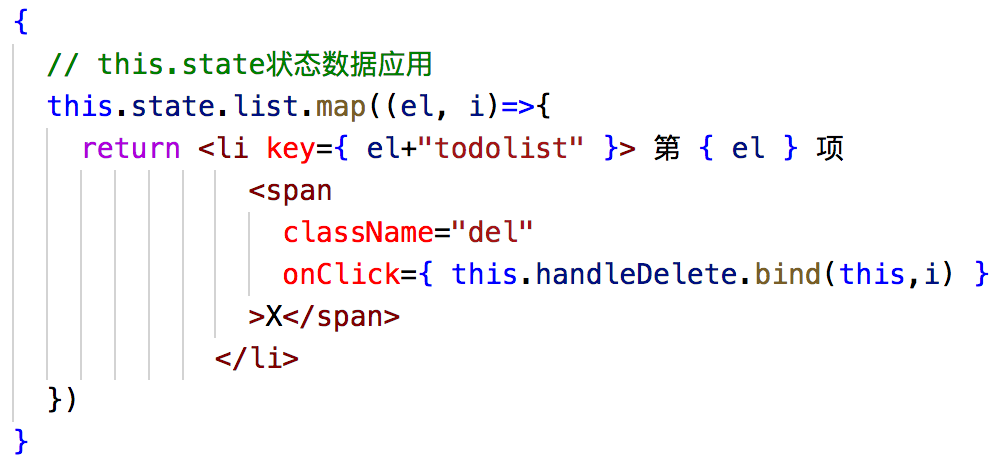 {
// this.state状态数据应用
this.state.list.map((el, i)=>{
return <li key={ el+"todolist" }> 第 { el } 项
<span
className="del"
onClick={ this.handleDelete.bind(this,i) }
>X</span>
</li>
})
}